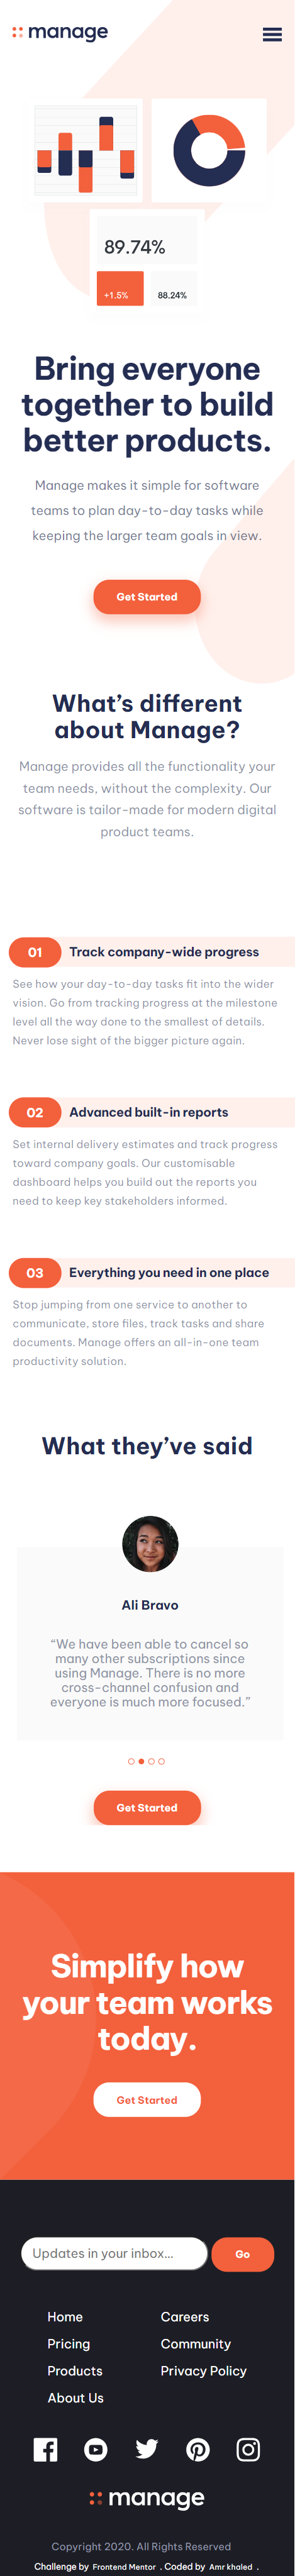 manage
89.74%
+1.5%
88.24%
Bring everyone
together to build
better products.
Manage makes it simple for software
teams to plan day-to-day tasks while
keeping the larger team goals in view.
Get Started
What's different
about Manage?
Manage provides all the functionality your
team needs, without the complexity. Our
software is tailor-made for modern digital
product teams.
01 Track company-wide progress
See how your day-to-day tasks fit into the wider
vision. Go from tracking progress at the milestone
level all the way done to the smallest of details.
Never lose sight of the bigger picture again.
02 Advanced built-in reports
Set internal delivery estimates and track progress
toward company goals. Our customisable
dashboard helps you build out the reports you
need to keep key stakeholders informed.
03 Everything you need in one place
Stop jumping from one service to another to
communicate, store files, track tasks and share
documents. Manage offers an all-in-one team
productivity solution.
What they've said
Ali Bravo
“We have been able to cancel so
many other subscriptions since
using Manage. There is no more
cross-channel confusion and
everyone is much more focused.”
Get Started
Simplify how
your team works
today.
Get Started
Updates in your inbox... Go
Home
Pricing
Products
About Us
Careers
Community
Privacy Policy
manage
Copyright 2020. All Rights Reserved
Challenge by Frontend Mentor . Coded by Amr khaled .